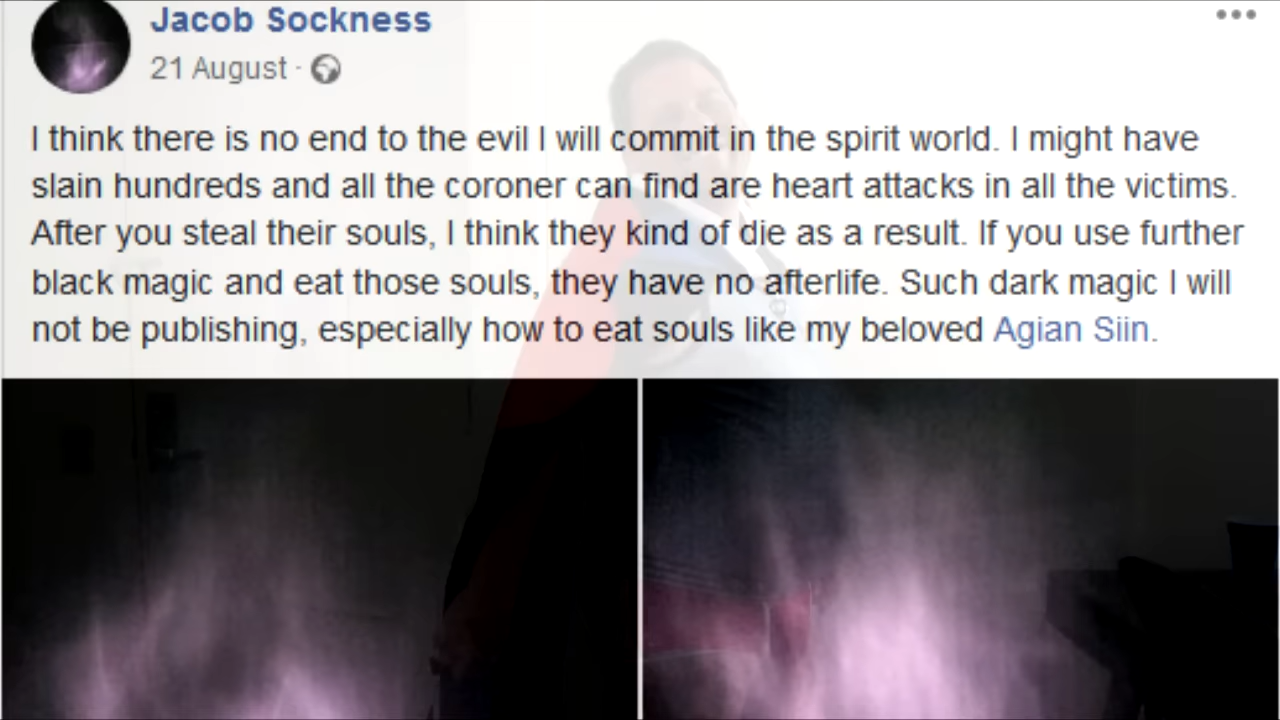 Jacob Sockness
21 August ·
I think there is no end to the evil I will commit in the spirit world. I might have
slain hundreds and all the coroner can find are heart attacks in all the victims.
After you steal their souls, I think they kind of die as a result. If you use further
black magic and eat those souls, they have no afterlife. Such dark magic I will
not be publishing, especially how to eat souls like my beloved Agian Siin.